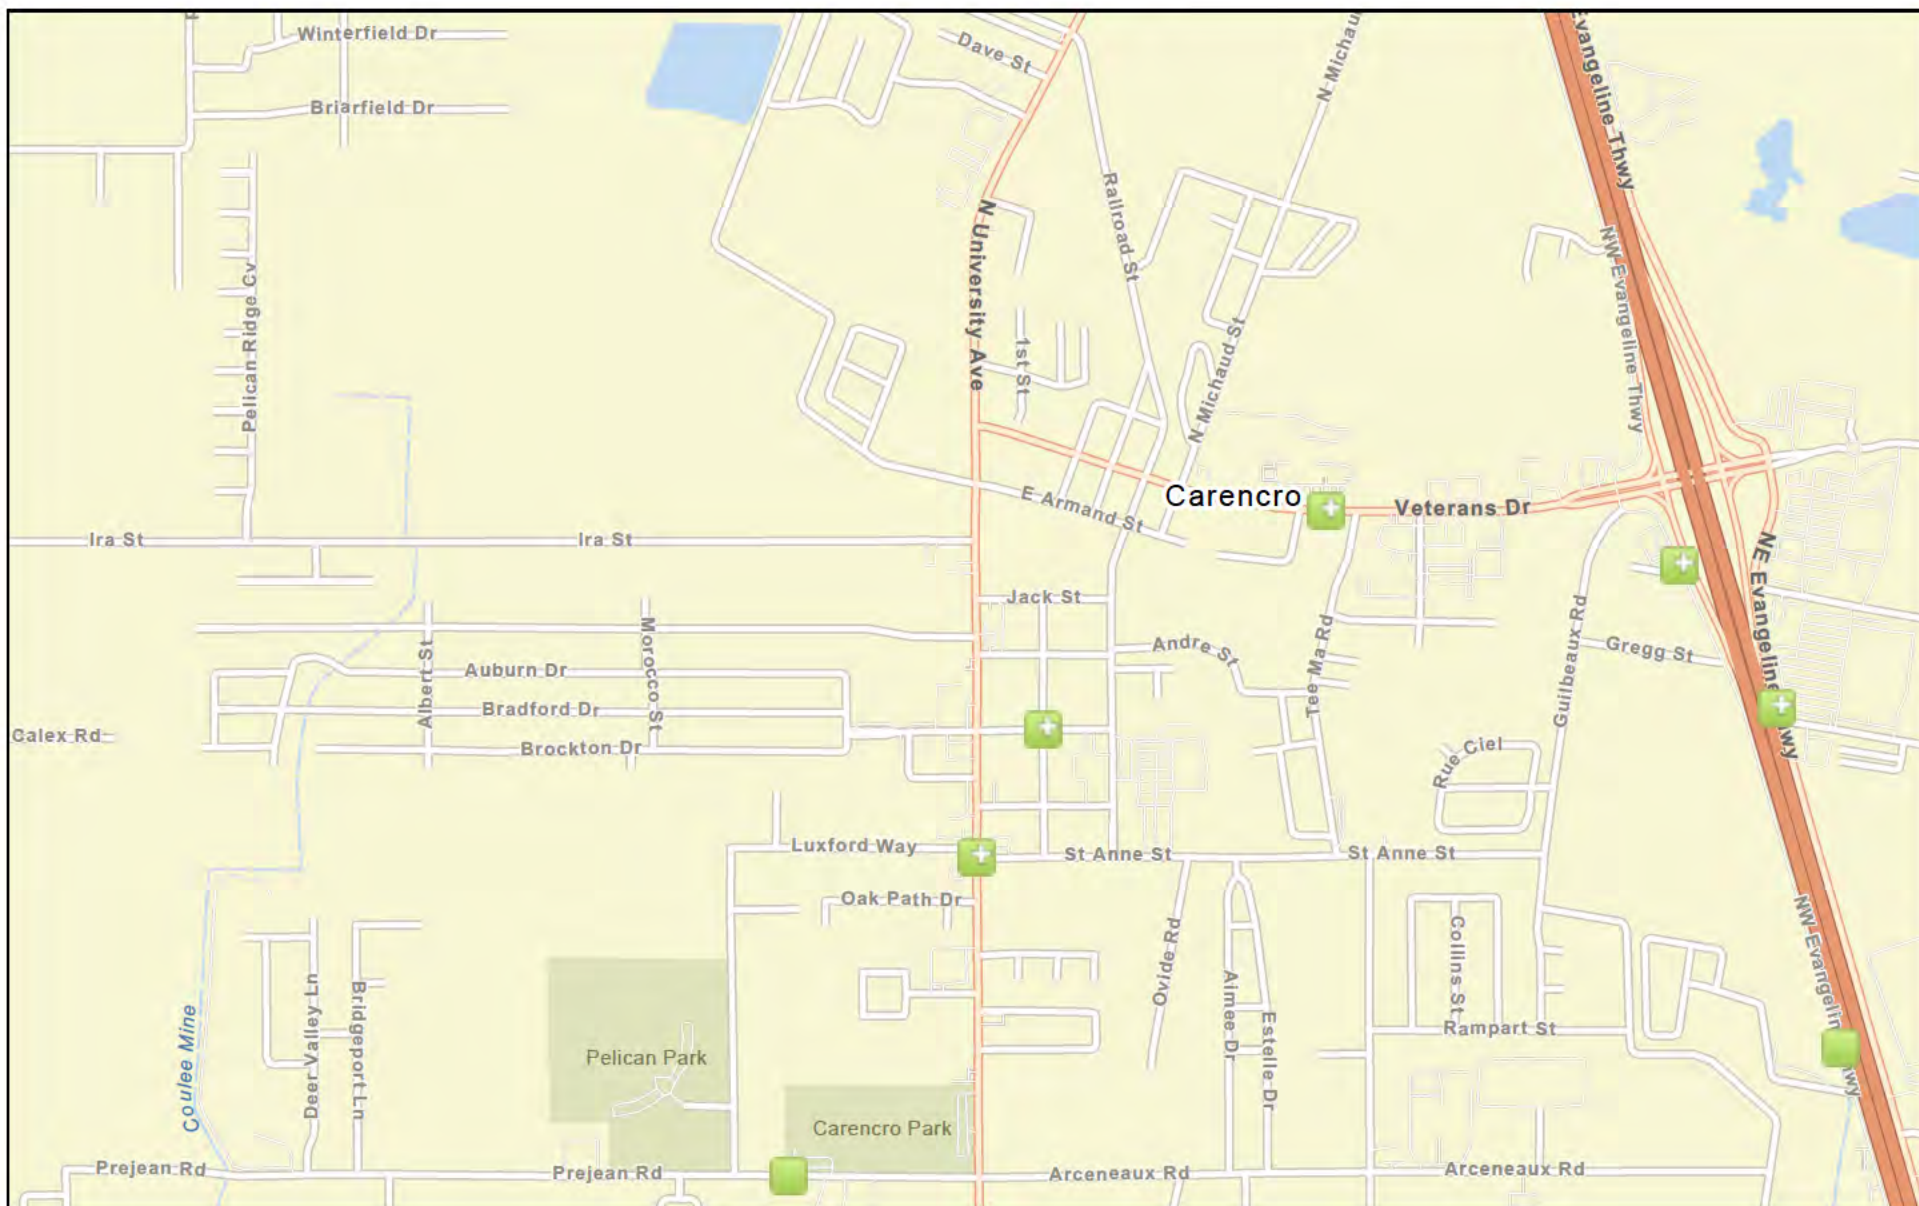 Winterfield Dr
Dave St
Evangeline Thwy
N Michaud
Briarfield Dr
Railroad St
N University Ave
NW Evangeline Thwy
Pelican Ridge Cv
1st St
N Michaud St
E Armand St
Carencro
Veterans Dr
Ira St
Ira St
NE Evangeline
Jack St
Andre St
Tee Ma Rd
Guilbeaux Rd
Gregg St
Albert St
Auburn Dr
Morocco St
Bradford Dr
Calex Rd
Brockton Dr
Rue Ciel
Luxford Way
St Anne St
St Anne St
Oak Path Dr
NW Evangelin
Collins St
Ovide Rd
Aimee Dr
Estelle Dr
Rampart St
Deer Valley Ln
Bridgeport Ln
Coulee Mine
Pelican Park
Carencro Park
Prejean Rd
Prejean Rd
Arceneaux Rd
Arceneaux Rd